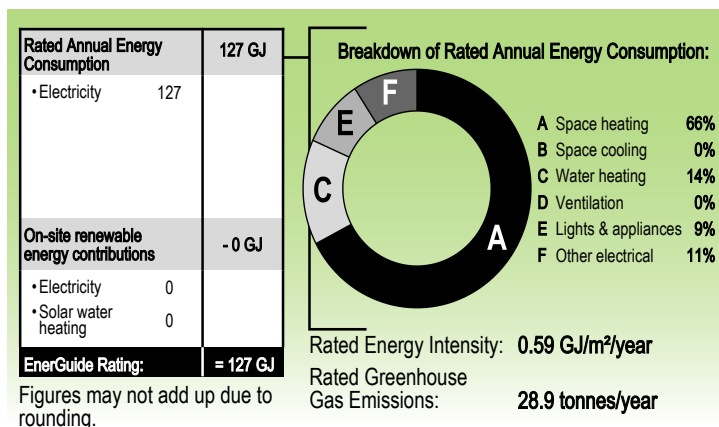 Rated Annual Energy Consumption 127 GJ
• Electricity 127
On-site renewable energy contributions - 0 GJ
• Electricity 0
• Solar water heating 0
EnerGuide Rating: = 127 GJ
Figures may not add up due to
rounding.
Breakdown of Rated Annual Energy Consumption:
F
E
C
A
A Space heating 66%
B Space cooling 0%
C Water heating 14%
D Ventilation 0%
E Lights & appliances 9%
F Other electrical 11%
Rated Energy Intensity: 0.59 GJ/m²/year
Rated Greenhouse
Gas Emissions: 28.9 tonnes/year